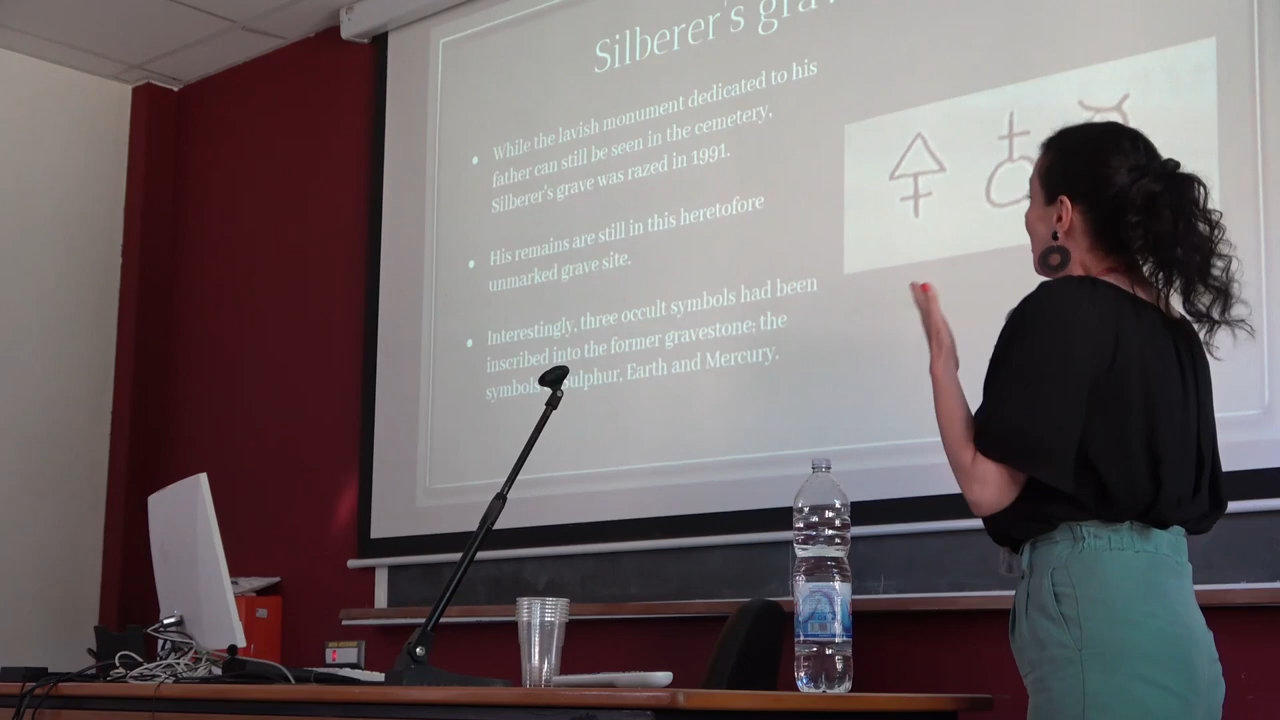 Silberer's
While the lavish monument dedicated to his
father can still be seen in the cemetery,
Silberer's grave was razed in 1991.
His remains are still in this heretofore
unmarked grave site.
Interestingly, three occult symbols had been
inscribed into the former gravestone; the
symbols Sulphur, Earth and Mercury.